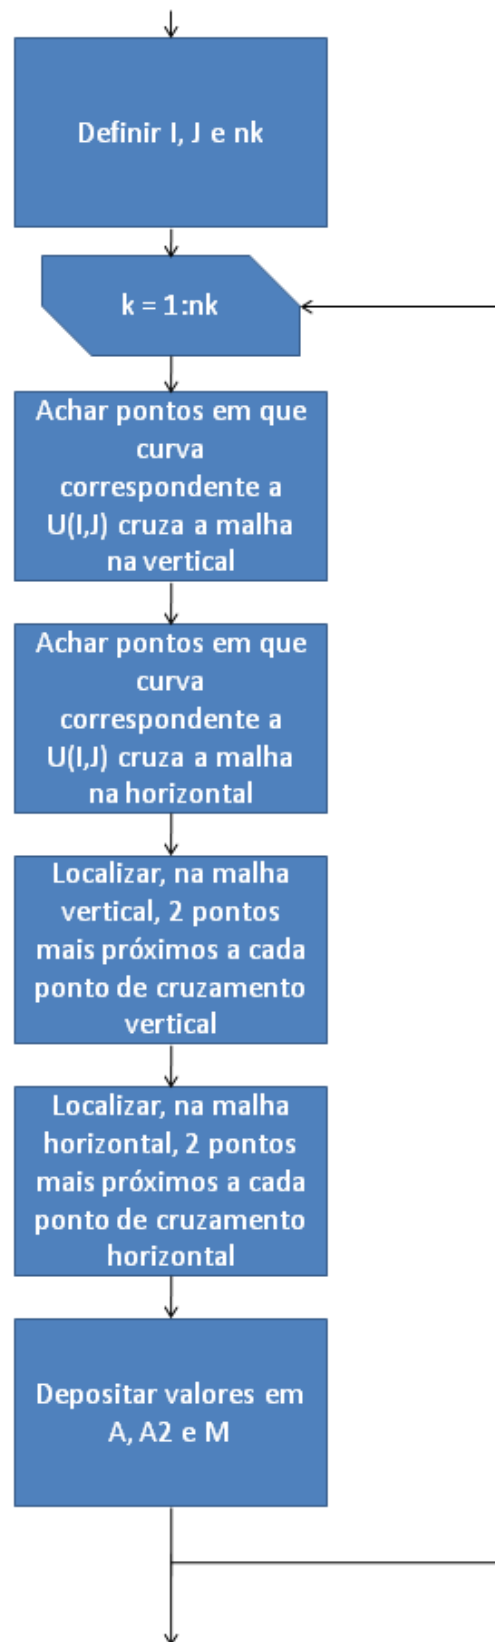 Definir I, J e nk
k = 1:nk
Achar pontos em que
curva
correspondente a
U(I,J) cruza a malha
na vertical
Achar pontos em que
curva
correspondente a
U(I,J) cruza a malha
na horizontal
Localizar, na malha
vertical, 2 pontos
mais próximos a cada
ponto de cruzamento
vertical
Localizar, na malha
horizontal, 2 pontos
mais próximos a cada
ponto de cruzamento
horizontal
Depositar valores em
A, A2 e M